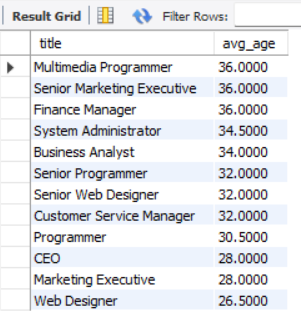 Result Grid Filter Rows:
title avg_age
Multimedia Programmer 36.0000
Senior Marketing Executive 36.0000
Finance Manager 36.0000
System Administrator 34.5000
Business Analyst 34.0000
Senior Programmer 32.0000
Senior Web Designer 32.0000
Customer Service Manager 32.0000
Programmer 30.5000
CEO 28.0000
Marketing Executive 28.0000
Web Designer 26.5000